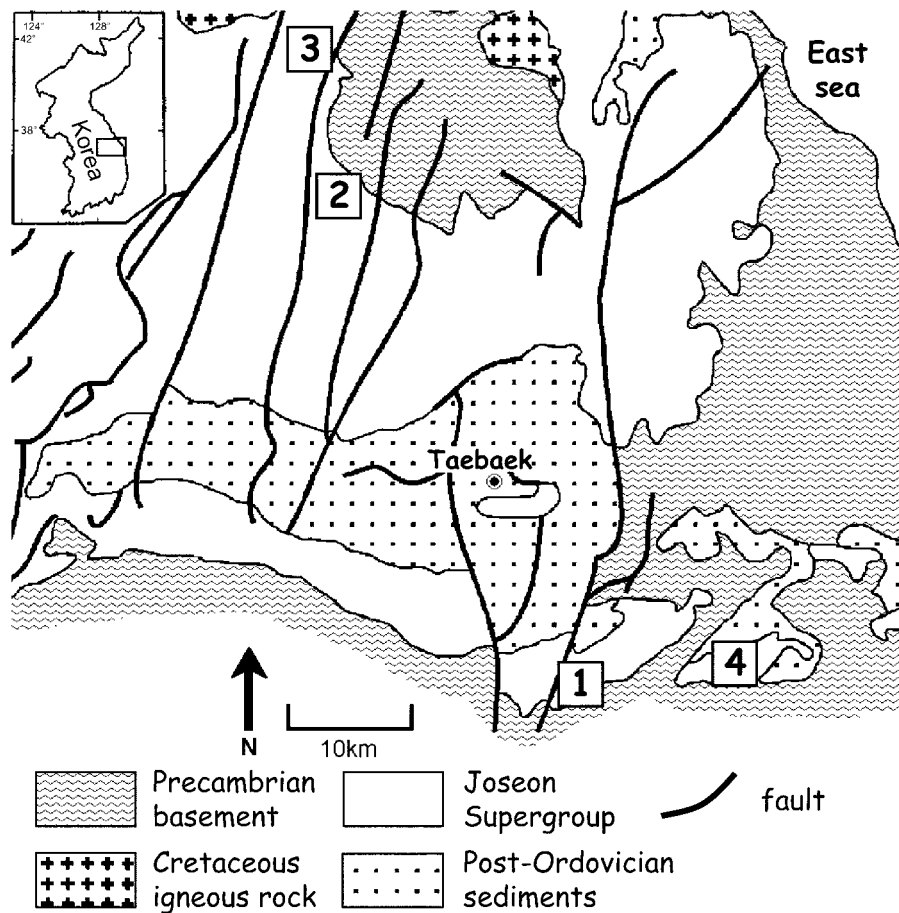 124°
128°
42°
38°
Korea
3
East
sea
2
Taebaek
1
4
N
10km
Precambrian
basement
Joseon
Supergroup
fault
Cretaceous
igneous rock
Post-Ordovician
sediments